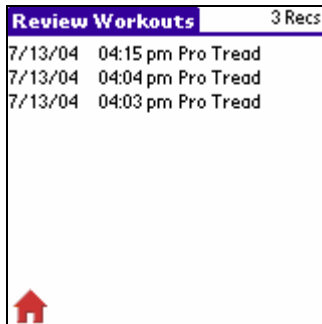 Review Workouts 3 Recs
7/13/04 04:15 pm Pro Tread
7/13/04 04:04 pm Pro Tread
7/13/04 04:03 pm Pro Tread